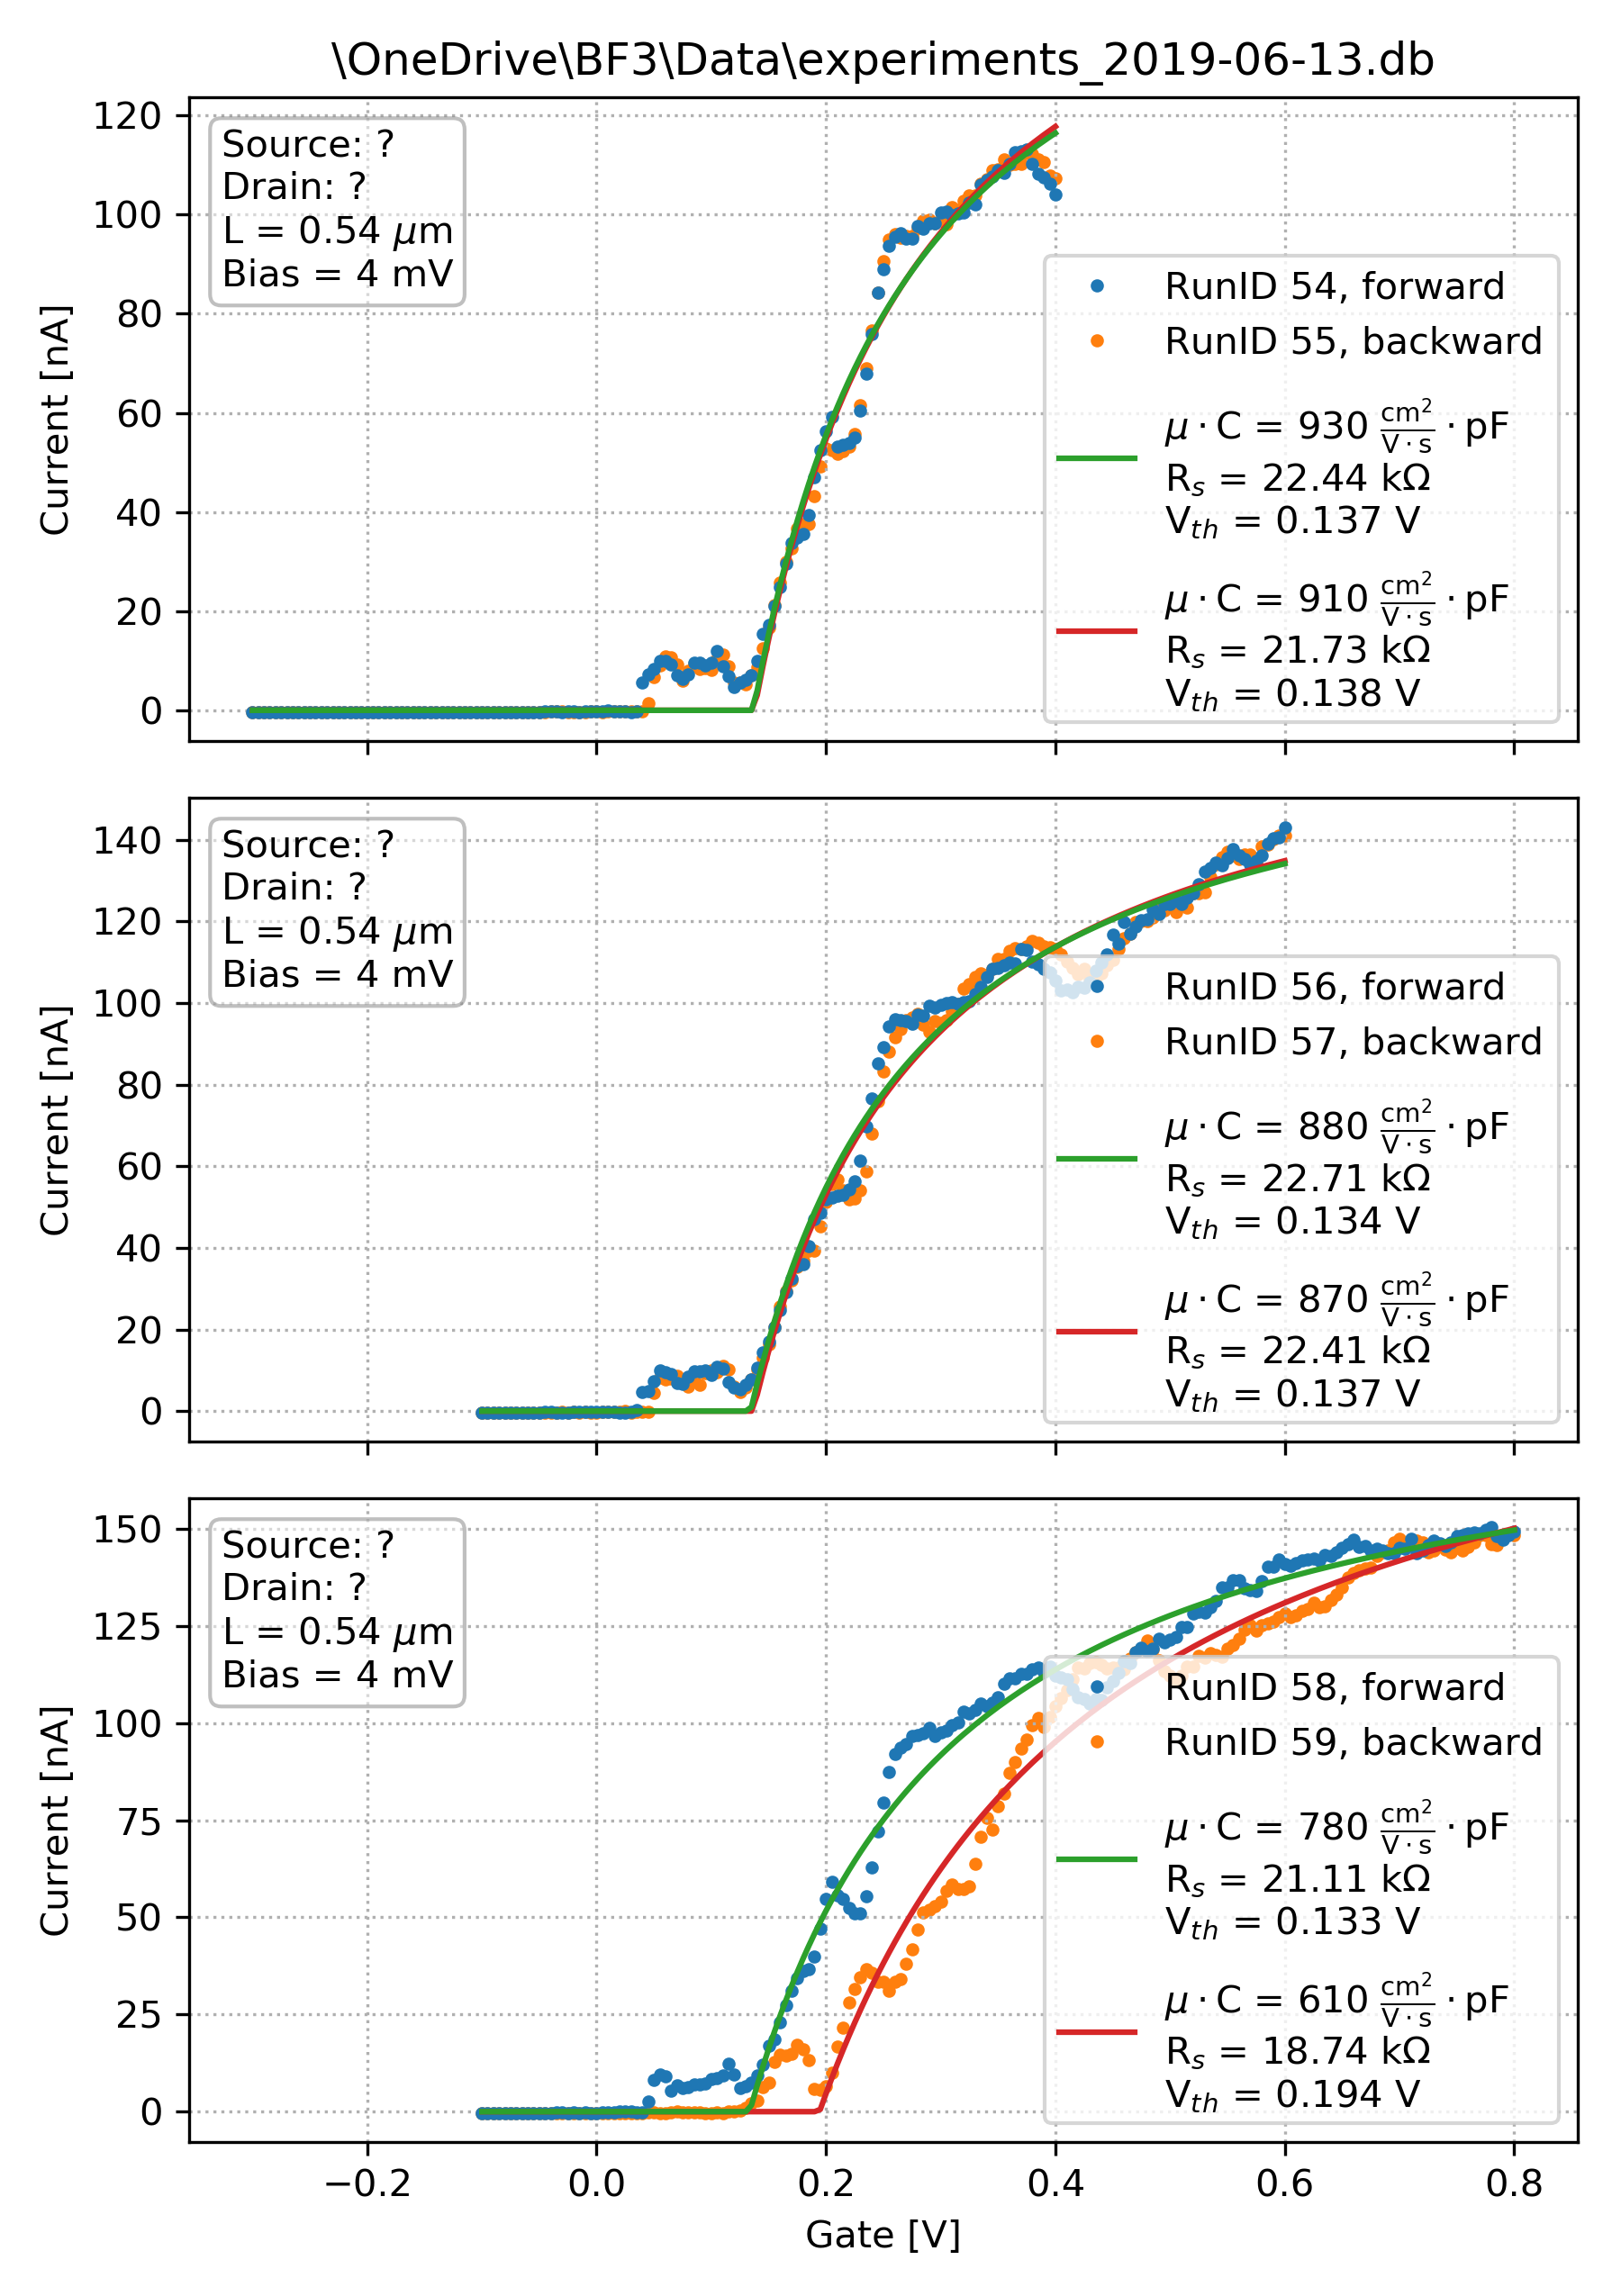 \OneDrive\BF3\Data\experiments_2019-06-13.db
120
100
80
60
40
20
0
Current [nA]
Source: ?
Drain: ?
L = 0.54 μm
Bias = 4 mV
RunID 54, forward
RunID 55, backward
μ · C = 930 cm²/V·s · pF
Rₛ = 22.44 kΩ
Vₜₕ = 0.137 V
μ · C = 910 cm²/V·s · pF
Rₛ = 21.73 kΩ
Vₜₕ = 0.138 V
140
120
100
80
60
40
20
0
Current [nA]
Source: ?
Drain: ?
L = 0.54 μm
Bias = 4 mV
RunID 56, forward
RunID 57, backward
μ · C = 880 cm²/V·s · pF
Rₛ = 22.71 kΩ
Vₜₕ = 0.134 V
μ · C = 870 cm²/V·s · pF
Rₛ = 22.41 kΩ
Vₜₕ = 0.137 V
150
125
100
75
50
25
0
Current [nA]
Source: ?
Drain: ?
L = 0.54 μm
Bias = 4 mV
RunID 58, forward
RunID 59, backward
μ · C = 780 cm²/V·s · pF
Rₛ = 21.11 kΩ
Vₜₕ = 0.133 V
μ · C = 610 cm²/V·s · pF
Rₛ = 18.74 kΩ
Vₜₕ = 0.194 V
−0.2 0.0 0.2 0.4 0.6 0.8
Gate [V]